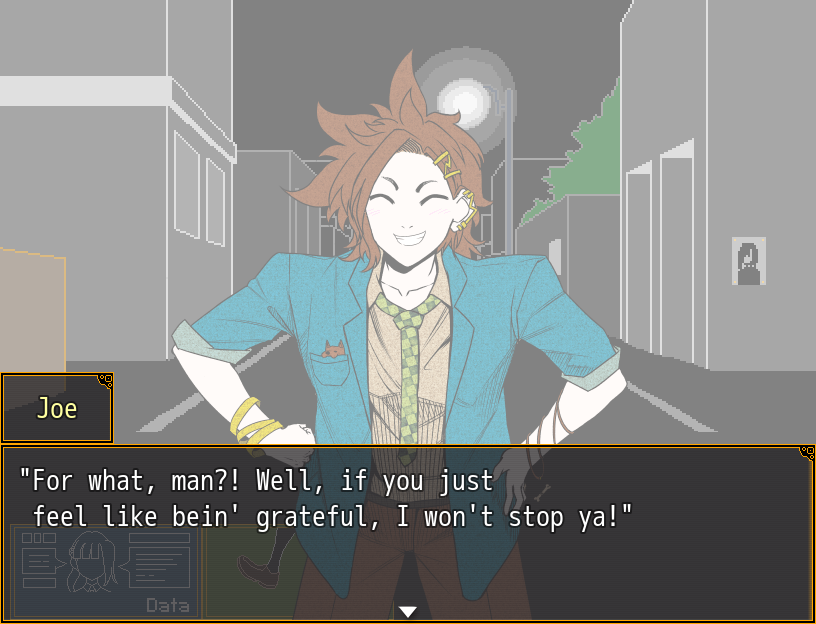 Joe
"For what, man?! Well, if you just
feel like bein' grateful, I won't stop ya!"
Data